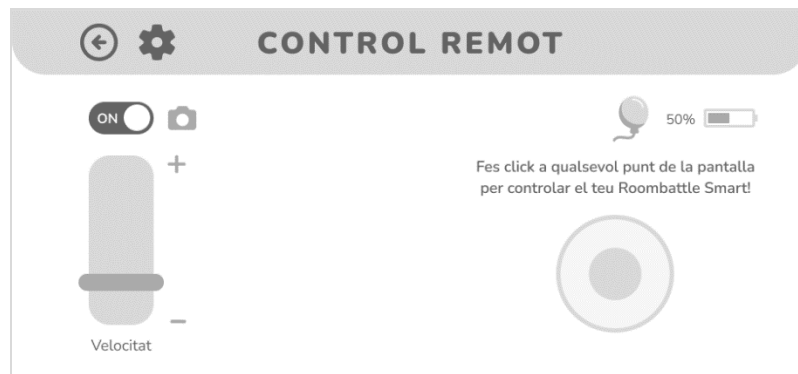 CONTROL REMOT
ON
50%
+
Fes click a qualsevol punt de la pantalla
per controlar el teu Roombattle Smart!
−
Velocitat